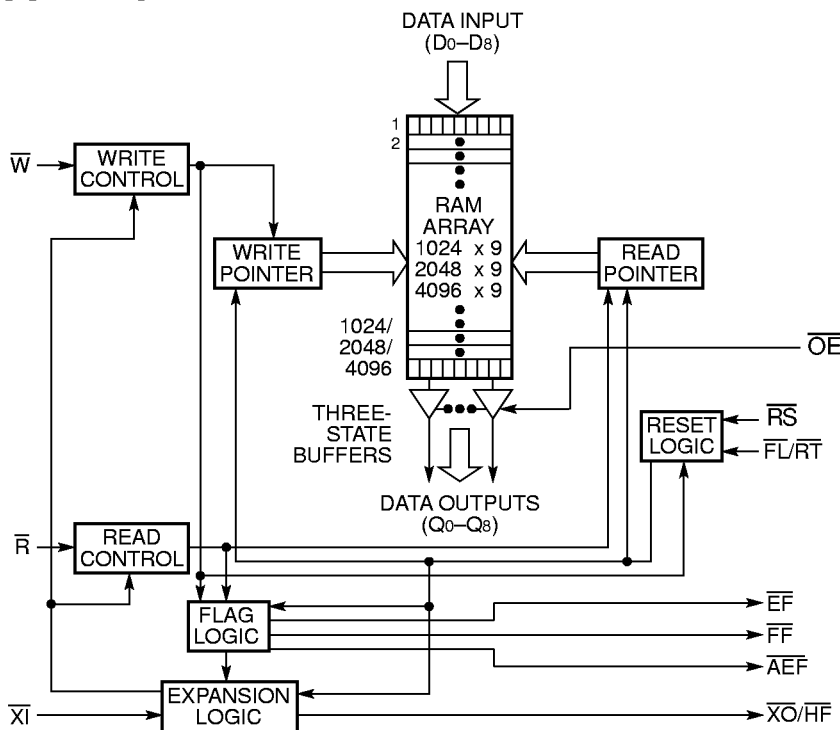 DATA INPUT
(D0–D8)
1
2
W
WRITE
CONTROL
RAM
ARRAY
1024 x 9
2048 x 9
4096 x 9
WRITE
POINTER
READ
POINTER
1024/
2048/
4096
OE
THREE-
STATE
BUFFERS
RESET
LOGIC
RS
FL/RT
DATA OUTPUTS
(Q0–Q8)
R
READ
CONTROL
FLAG
LOGIC
EF
FF
AEF
EXPANSION
LOGIC
XI
XO/HF